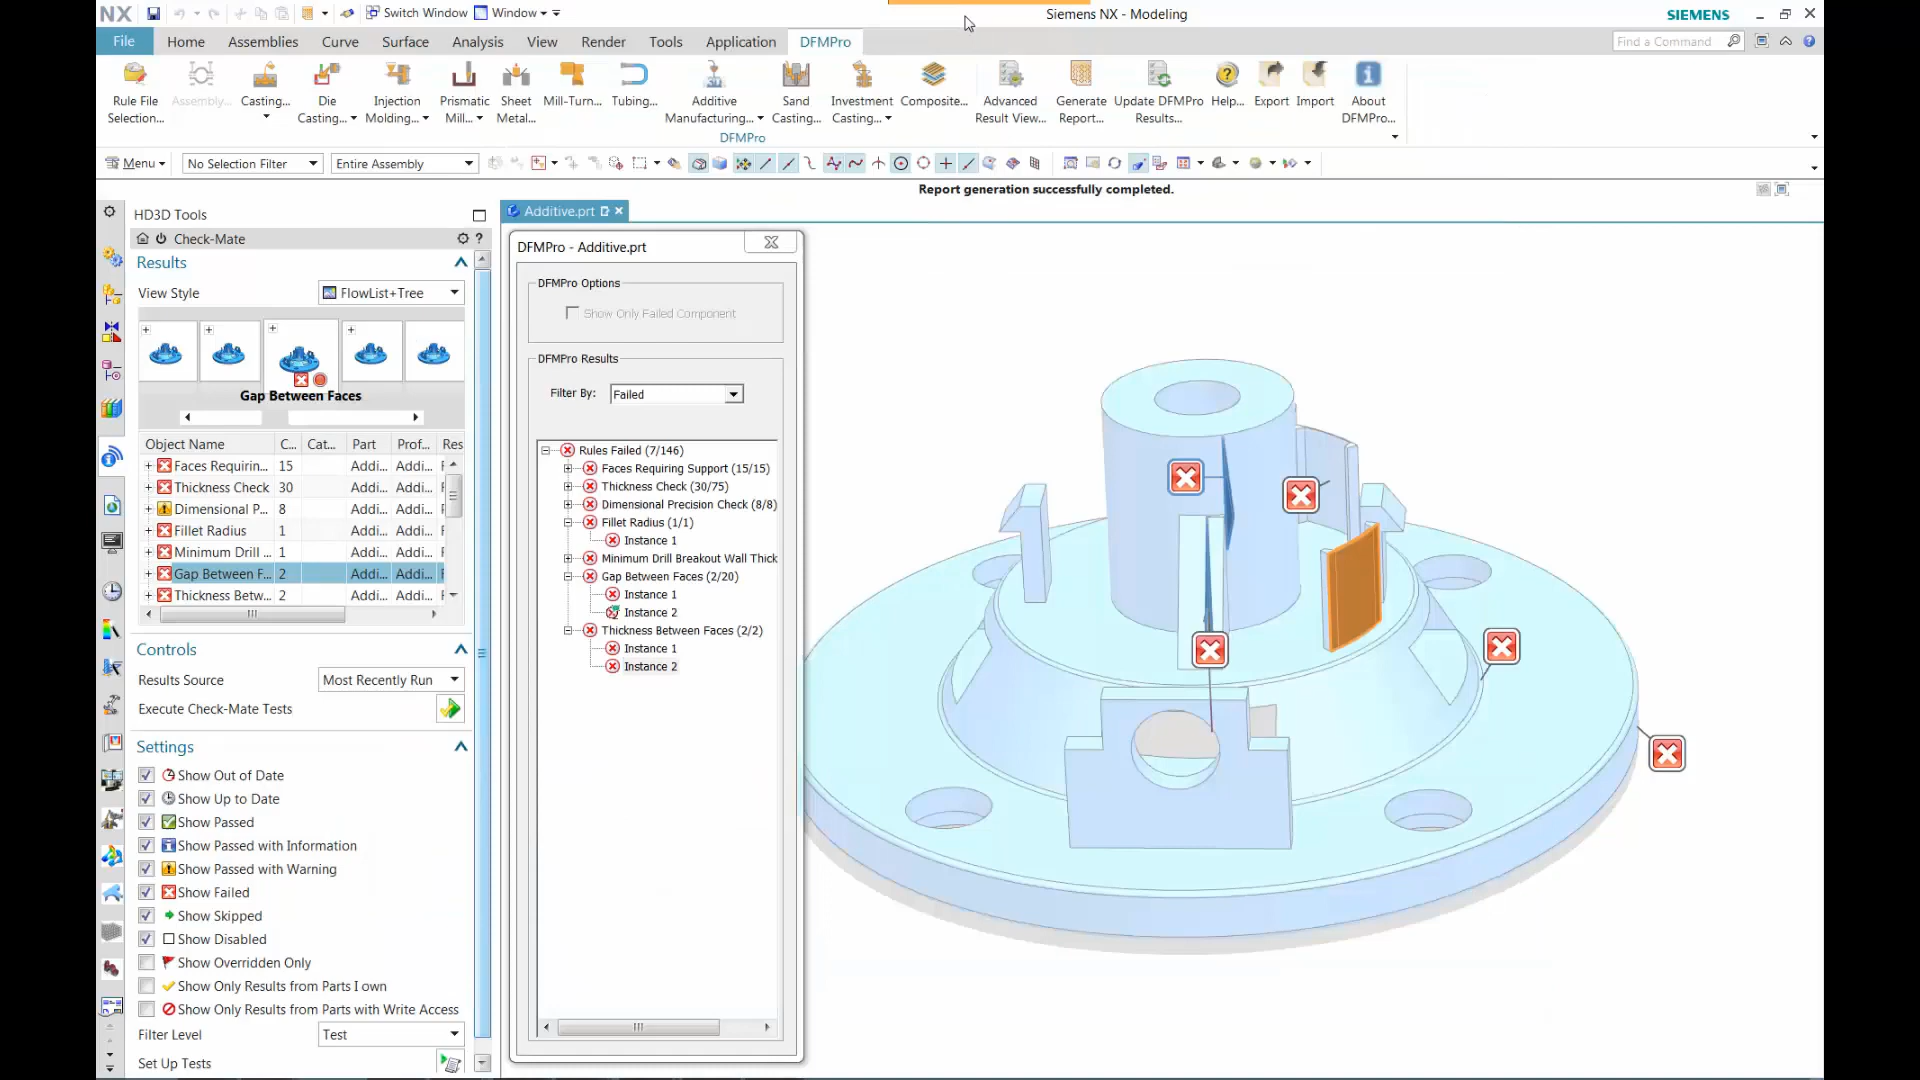 NX Switch Window Window Siemens NX - Modeling SIEMENS
File Home Assemblies Curve Surface Analysis View Render Tools Application DFMPro Find a Command
Rule File Selection...
Assembly...
Casting...
Die Casting...
Injection Molding...
Prismatic Mill...
Sheet Metal...
Mill-Turn...
Tubing...
Additive Manufacturing...
Sand Casting...
Investment Casting...
Composite...
Advanced Result View...
Generate Report...
Update DFMPro Results...
Help...
Export
Import
About DFMPro...
DFMPro
Menu No Selection Filter Entire Assembly
Report generation successfully completed.
HD3D Tools
Check-Mate
Results
View Style FlowList+Tree
Gap Between Faces
Object Name C... Cat... Part Prof... Res
Faces Requirin... 15 Addi... Addi... F
Thickness Check 30 Addi... Addi... F
Dimensional P... 8 Addi... Addi... F
Fillet Radius 1 Addi... Addi... F
Minimum Drill ... 1 Addi... Addi... F
Gap Between F... 2 Addi... Addi... F
Thickness Betw... 2 Addi... Addi... F
Controls
Results Source Most Recently Run
Execute Check-Mate Tests
Settings
Show Out of Date
Show Up to Date
Show Passed
Show Passed with Information
Show Passed with Warning
Show Failed
Show Skipped
Show Disabled
Show Overridden Only
Show Only Results from Parts I own
Show Only Results from Parts with Write Access
Filter Level Test
Set Up Tests
Additive.prt
DFMPro - Additive.prt
DFMPro Options
Show Only Failed Component
DFMPro Results
Filter By: Failed
Rules Failed (7/146)
Faces Requiring Support (15/15)
Thickness Check (30/75)
Dimensional Precision Check (8/8)
Fillet Radius (1/1)
Instance 1
Minimum Drill Breakout Wall Thick
Gap Between Faces (2/20)
Instance 1
Instance 2
Thickness Between Faces (2/2)
Instance 1
Instance 2